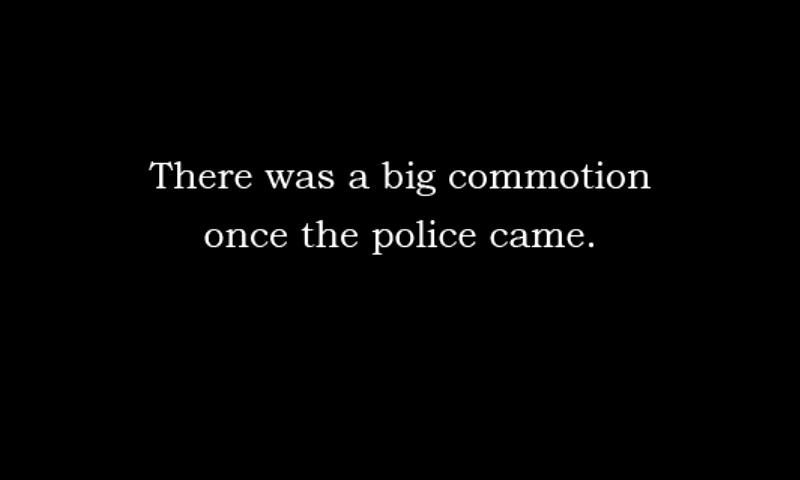 There was a big commotion
once the police came.